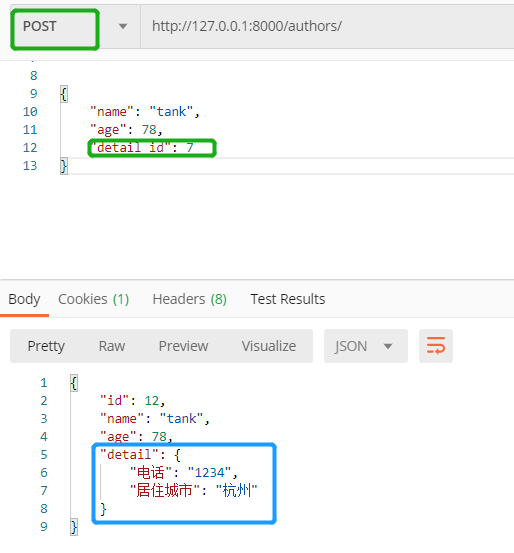 POST http://127.0.0.1:8000/authors/
8
9 {
10 "name": "tank",
11 "age": 78,
12 "detail_id": 7
13 }
Body Cookies (1) Headers (8) Test Results
Pretty Raw Preview Visualize JSON
1 {
2 "id": 12,
3 "name": "tank",
4 "age": 78,
5 "detail": {
6 "电话": "1234",
7 "居住城市": "杭州"
8 }
9 }